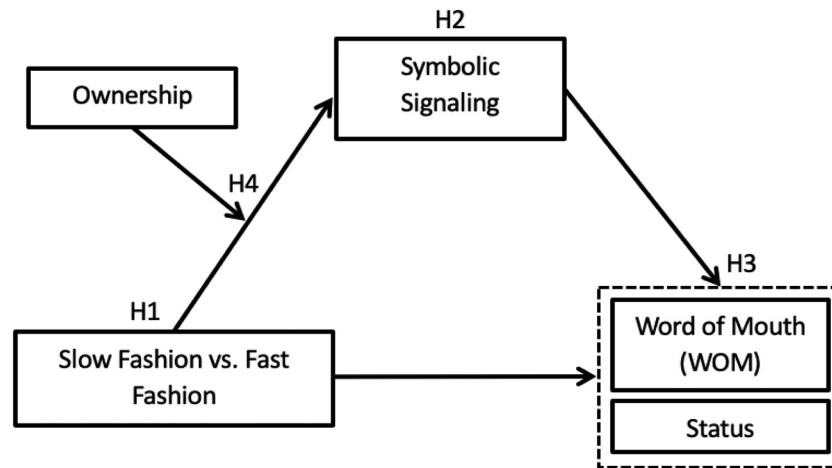 H2
Symbolic
Signaling
Ownership
H4
H3
H1
Word of Mouth
(WOM)
Slow Fashion vs. Fast
Fashion
Status